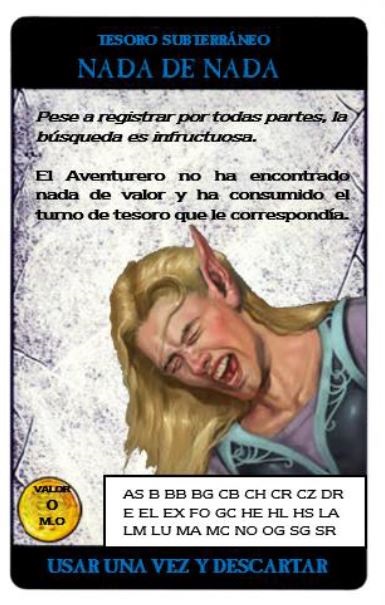 TESORO SUBTERRÁNEO
NADA DE NADA
Pese a registrar por todas partes, la
búsqueda es infructuosa.
El Aventurero no ha encontrado
nada de valor y ha consumido el
turno de tesoro que le correspondía.
VALOR
0
M.O
AS B BB BG CB CH CR CZ DR
E EL EX FO GC HE HL HS LA
LM LU MA MC NO OG SG SR
USAR UNA VEZ Y DESCARTAR